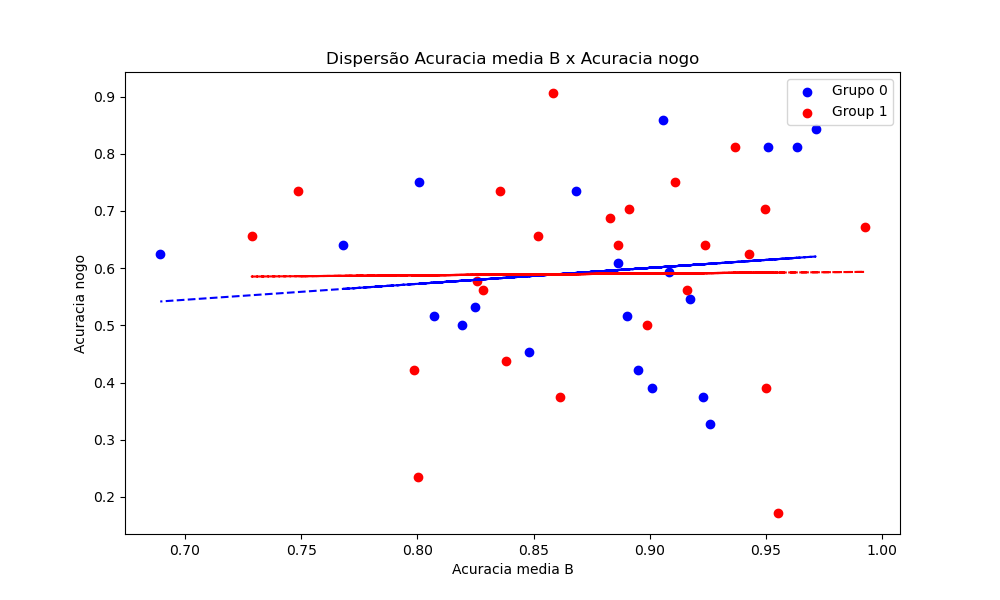 Dispersão Acuracia media B x Acuracia nogo
Grupo 0
Group 1
0.9
0.8
0.7
0.6
0.5
0.4
0.3
0.2
Acuracia nogo
0.70 0.75 0.80 0.85 0.90 0.95 1.00
Acuracia media B